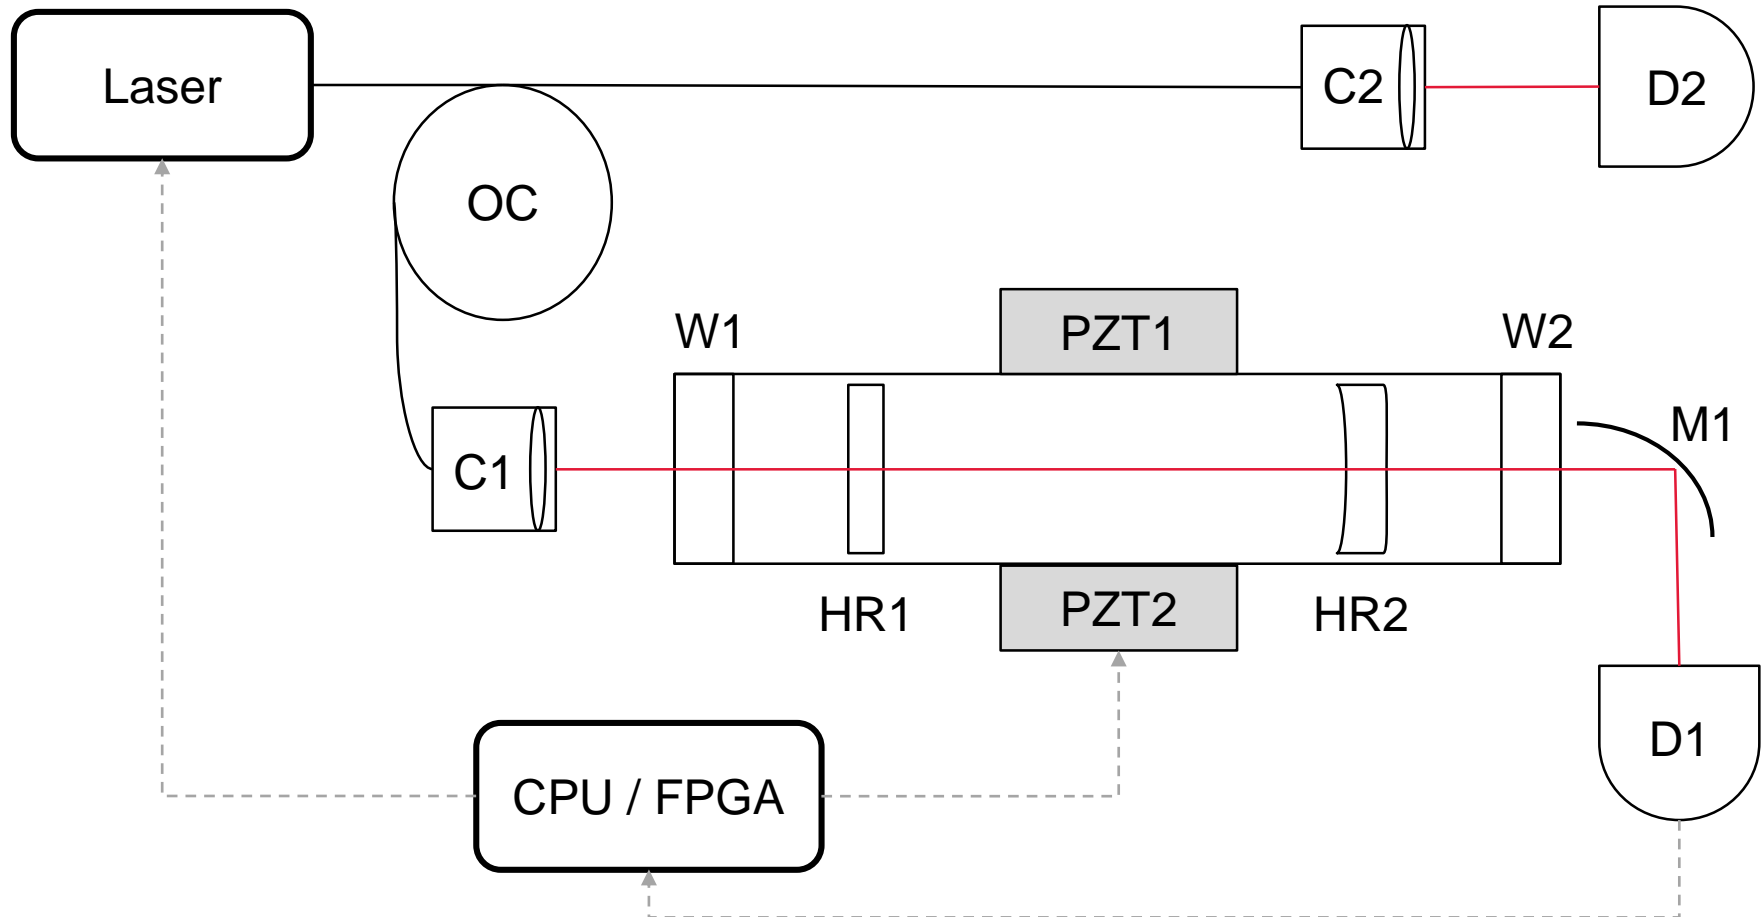 Laser
C2
D2
OC
W1
PZT1
W2
M1
C1
HR1
PZT2
HR2
D1
CPU / FPGA